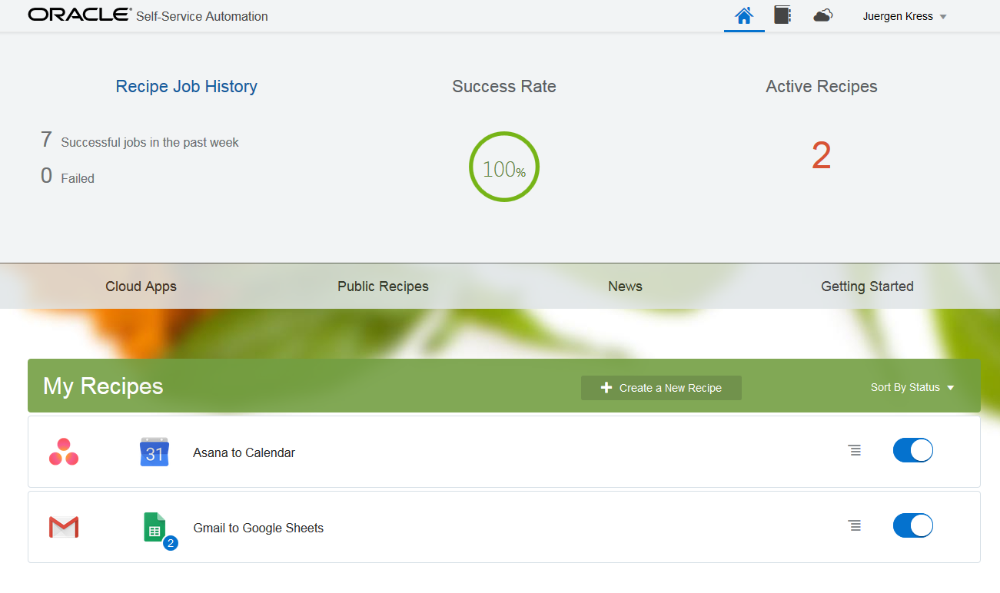 ORACLE® Self-Service Automation
Juergen Kress
Recipe Job History
Success Rate
Active Recipes
7 Successful jobs in the past week
0 Failed
100%
2
Cloud Apps
Public Recipes
News
Getting Started
My Recipes
Create a New Recipe
Sort By Status
31
Asana to Calendar
2
Gmail to Google Sheets